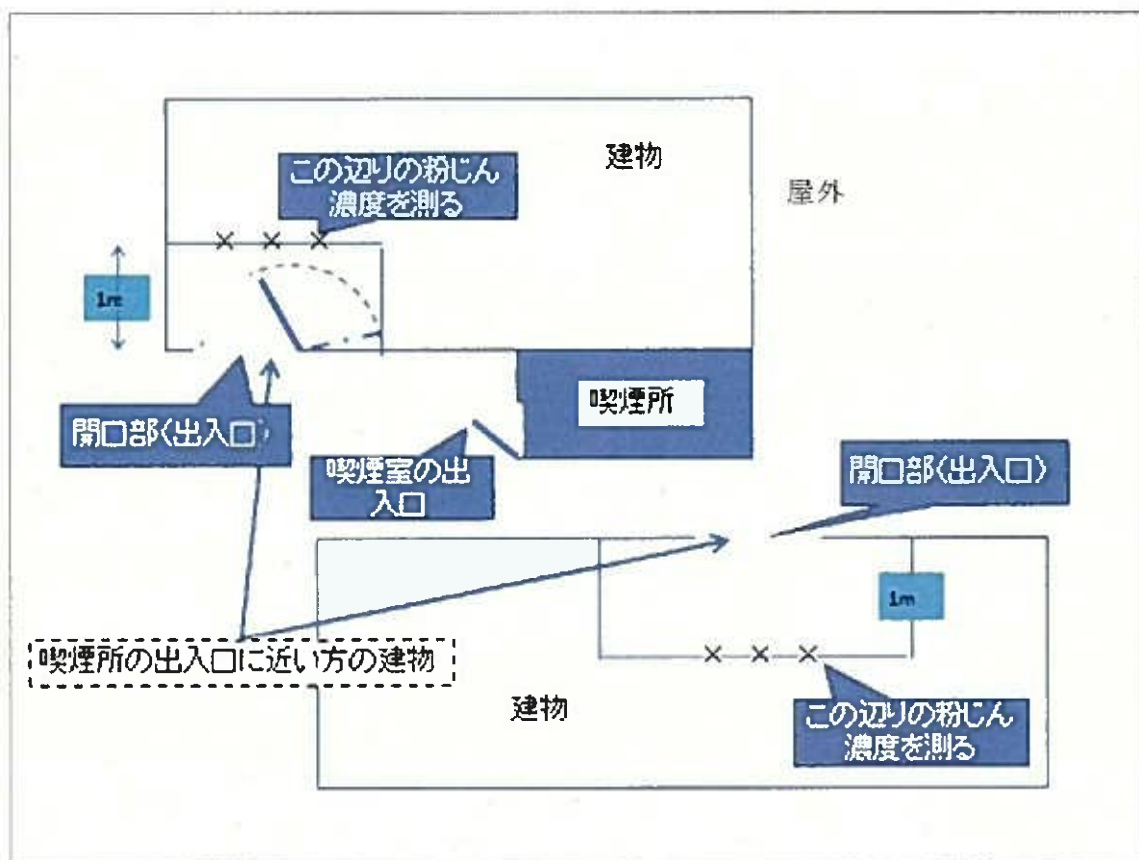 建物
この辺りの粉じん
濃度を測る
屋外
1m
喫煙所
開口部(出入口)
喫煙室の出
入口
開口部(出入口)
1m
喫煙所の出入口に近い方の建物
建物
この辺りの粉じん
濃度を測る